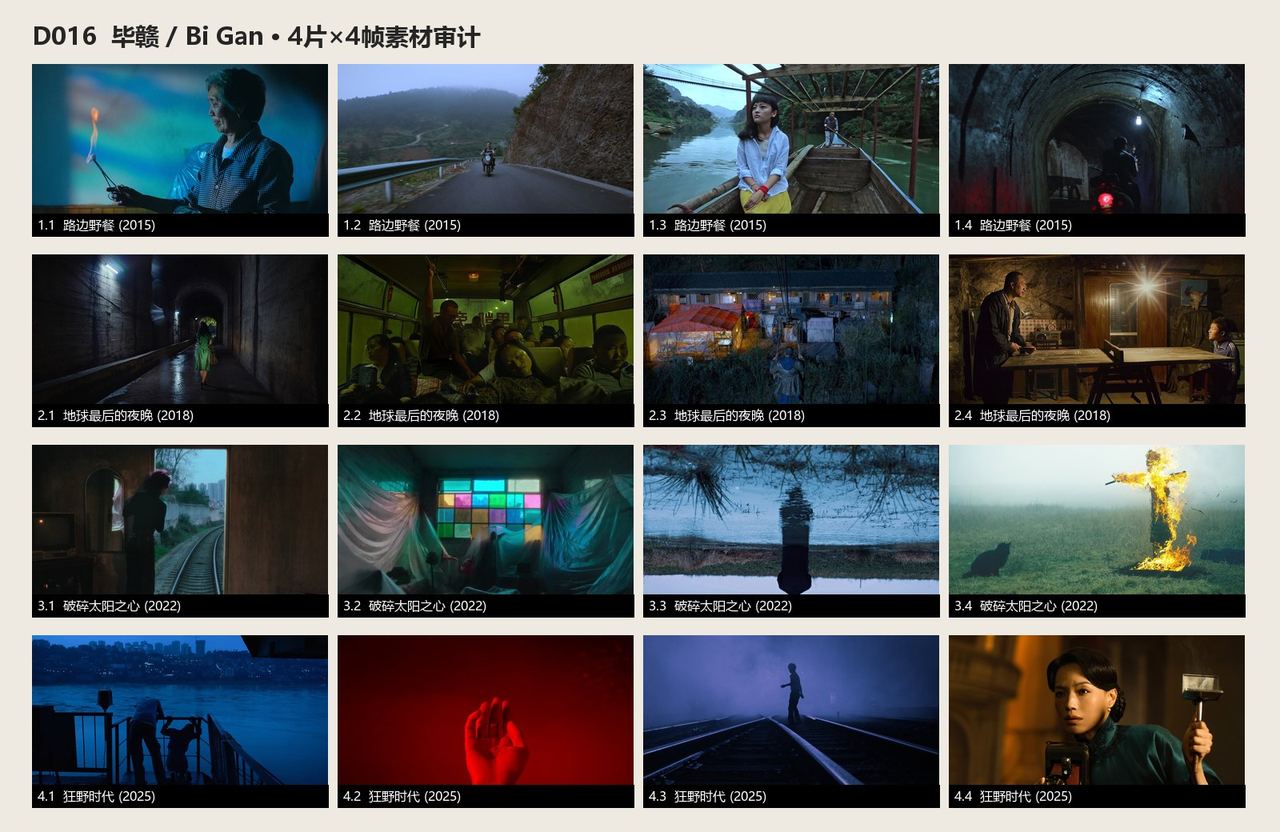 D016 毕赣 / Bi Gan • 4片×4帧素材审计
1.1 路边野餐 (2015)
1.2 路边野餐 (2015)
1.3 路边野餐 (2015)
1.4 路边野餐 (2015)
2.1 地球最后的夜晚 (2018)
2.2 地球最后的夜晚 (2018)
2.3 地球最后的夜晚 (2018)
2.4 地球最后的夜晚 (2018)
3.1 破碎太阳之心 (2022)
3.2 破碎太阳之心 (2022)
3.3 破碎太阳之心 (2022)
3.4 破碎太阳之心 (2022)
4.1 狂野时代 (2025)
4.2 狂野时代 (2025)
4.3 狂野时代 (2025)
4.4 狂野时代 (2025)